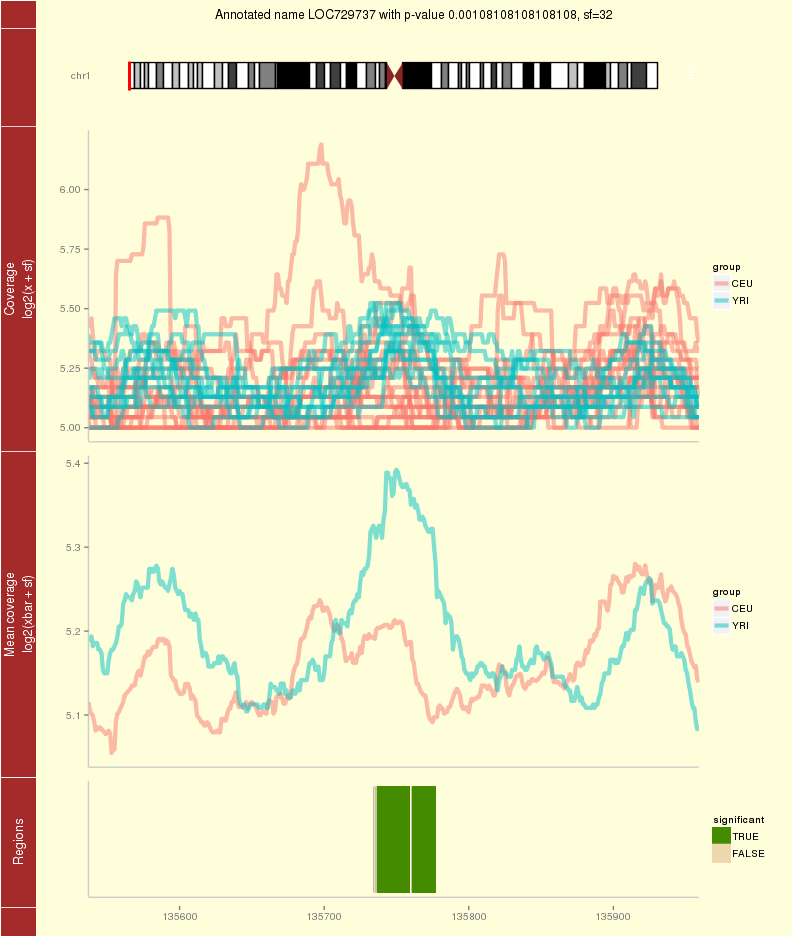 Annotated name LOC729737 with p-value 0.00108108108108108, sf=32
chr1
Coverage
log2(x + sf)
6.00
5.75
5.50
5.25
5.00
group
CEU
YRI
Mean coverage
log2(xbar + sf)
5.4
5.3
5.2
5.1
group
CEU
YRI
Regions
significant
TRUE
FALSE
135600
135700
135800
135900